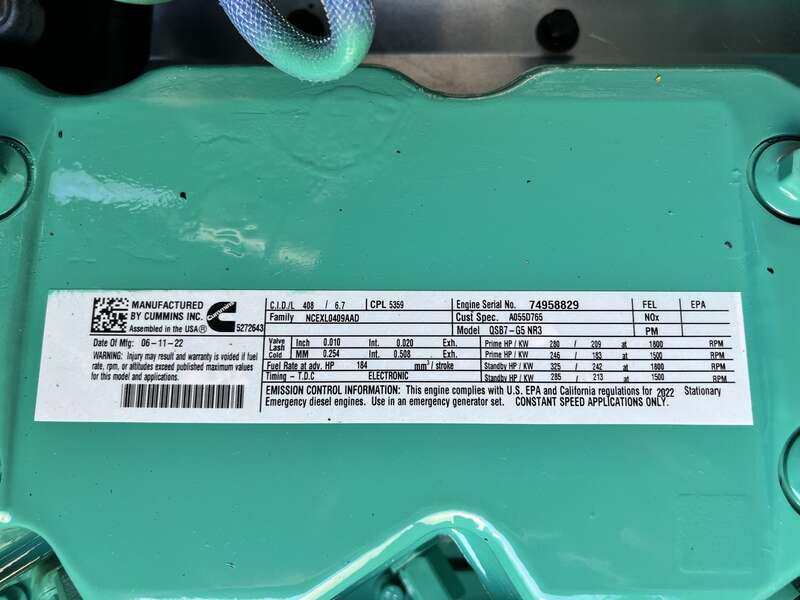 MANUFACTURED
BY CUMMINS INC.
Assembled in the USA® 5272643
Cummins
Date Of Mfg. 06-11-22
WARNING: Injury may result and warranty is voided if fuel
rate, rpm, or altitudes exceed published maximum values
for this model and applications.
C.I.D./L 408 / 6.7 CPL 5359 Engine Serial No. 74958829 FEL EPA
Family NCEXL0409AAD Cust Spec. A055D765 NOx
Model QSB7-G5 NR3 PM
Valve Lash Cold Inch 0.010 Int. 0.020 Exh. Prime HP / KW 280 / 209 at 1800 RPM
MM 0.254 Int. 0.508 Exh. Prime HP / KW 246 / 183 at 1500 RPM
Fuel Rate at adv. HP 184 mm³/ stroke Standby HP / KW 325 / 242 at 1800 RPM
Timing - T.D.C ELECTRONIC Standby HP / KW 285 / 213 at 1500 RPM
EMISSION CONTROL INFORMATION: This engine complies with U.S. EPA and California regulations for 2022 Stationary
Emergency diesel engines. Use in an emergency generator set. CONSTANT SPEED APPLICATIONS ONLY.